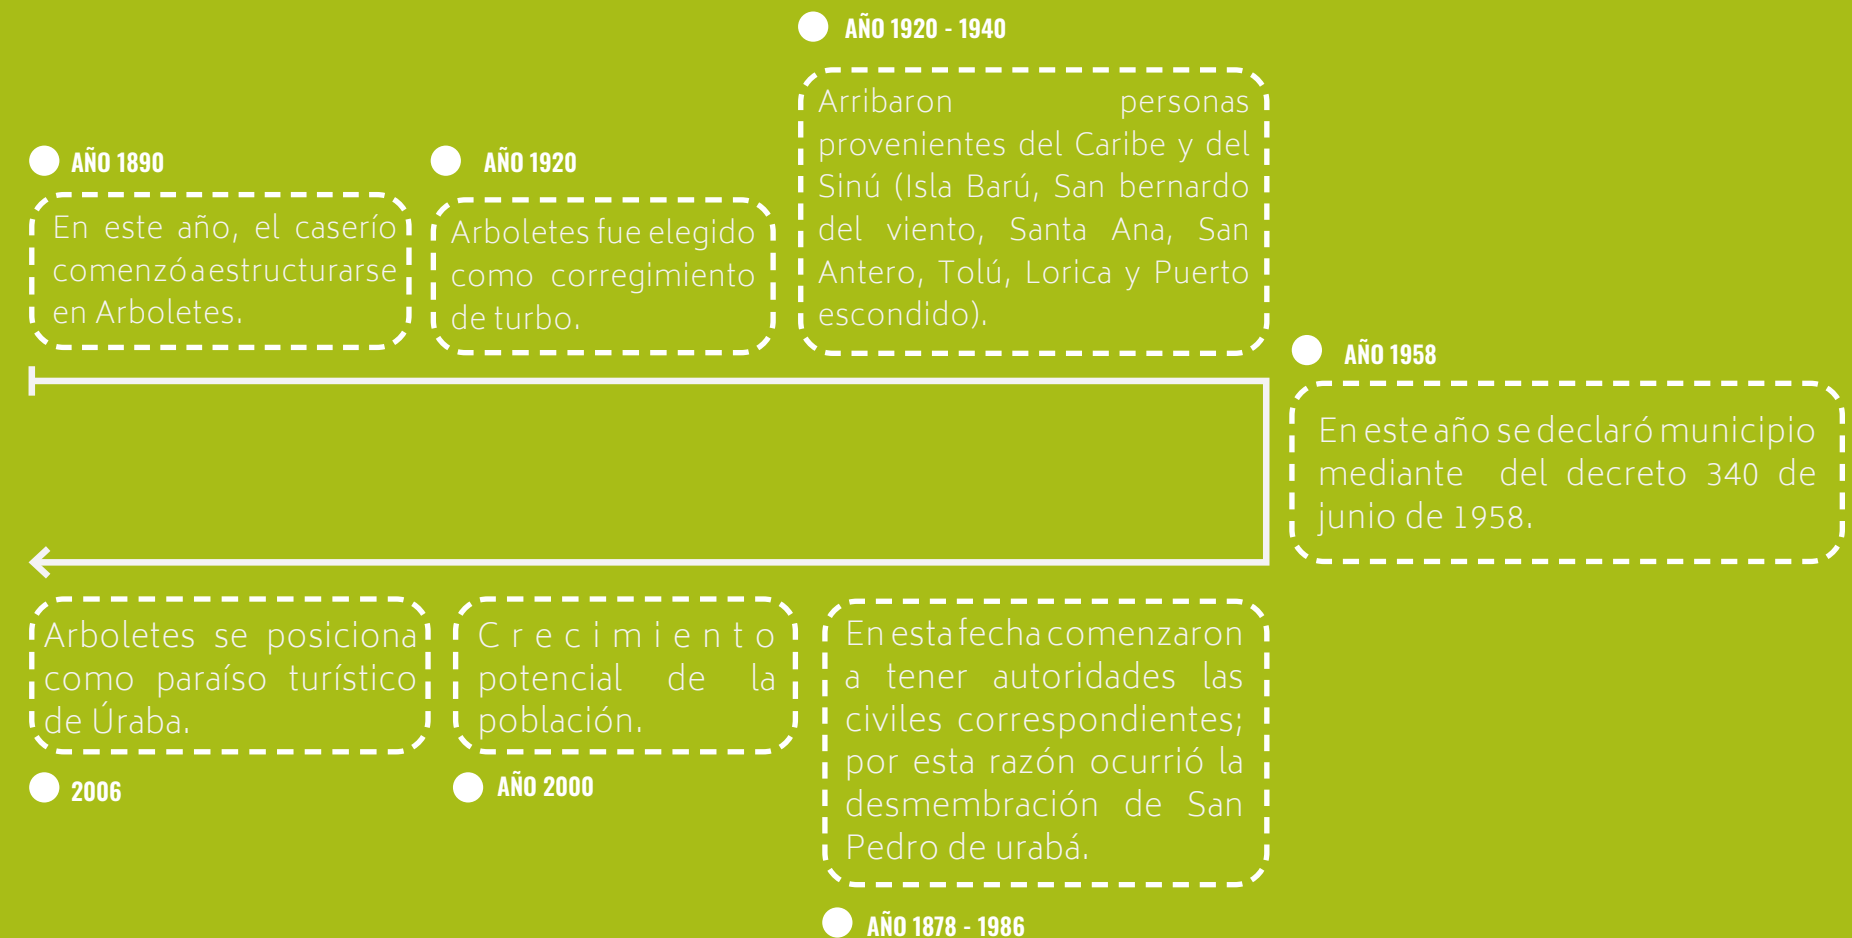 AÑO 1890
En este año, el caserío
comenzó a estructurarse
en Arboletes.
AÑO 1920
Arboletes fue elegido
como corregimiento
de turbo.
AÑO 1920 - 1940
Arribaron personas
provenientes del Caribe y del
Sinú (Isla Barú, San bernardo
del viento, Santa Ana, San
Antero, Tolú, Lorica y Puerto
escondido).
AÑO 1958
En este año se declaró municipio
mediante del decreto 340 de
junio de 1958.
En esta fecha comenzaron
a tener autoridades las
civiles correspondientes;
por esta razón ocurrió la
desmembración de San
Pedro de urabá.
AÑO 1878 - 1986
Crecimiento
potencial de la
población.
AÑO 2000
Arboletes se posiciona
como paraíso turístico
de Úraba.
2006